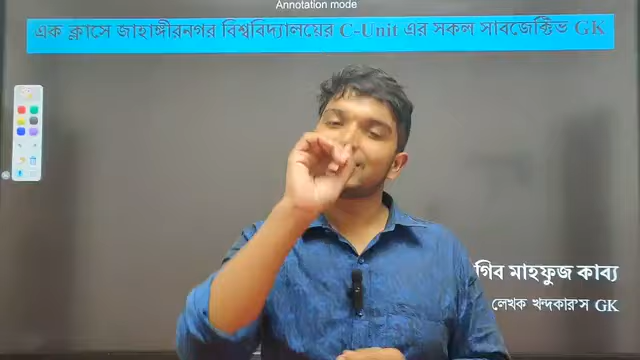 Annotation mode
এক ক্লাসে জাহাঙ্গীরনগর বিশ্ববিদ্যালয়ের C-Unit এর সকল সাবজেক্টিভ GK
মাহফুজ কাব্য
লেখক খন্দকার'স GK